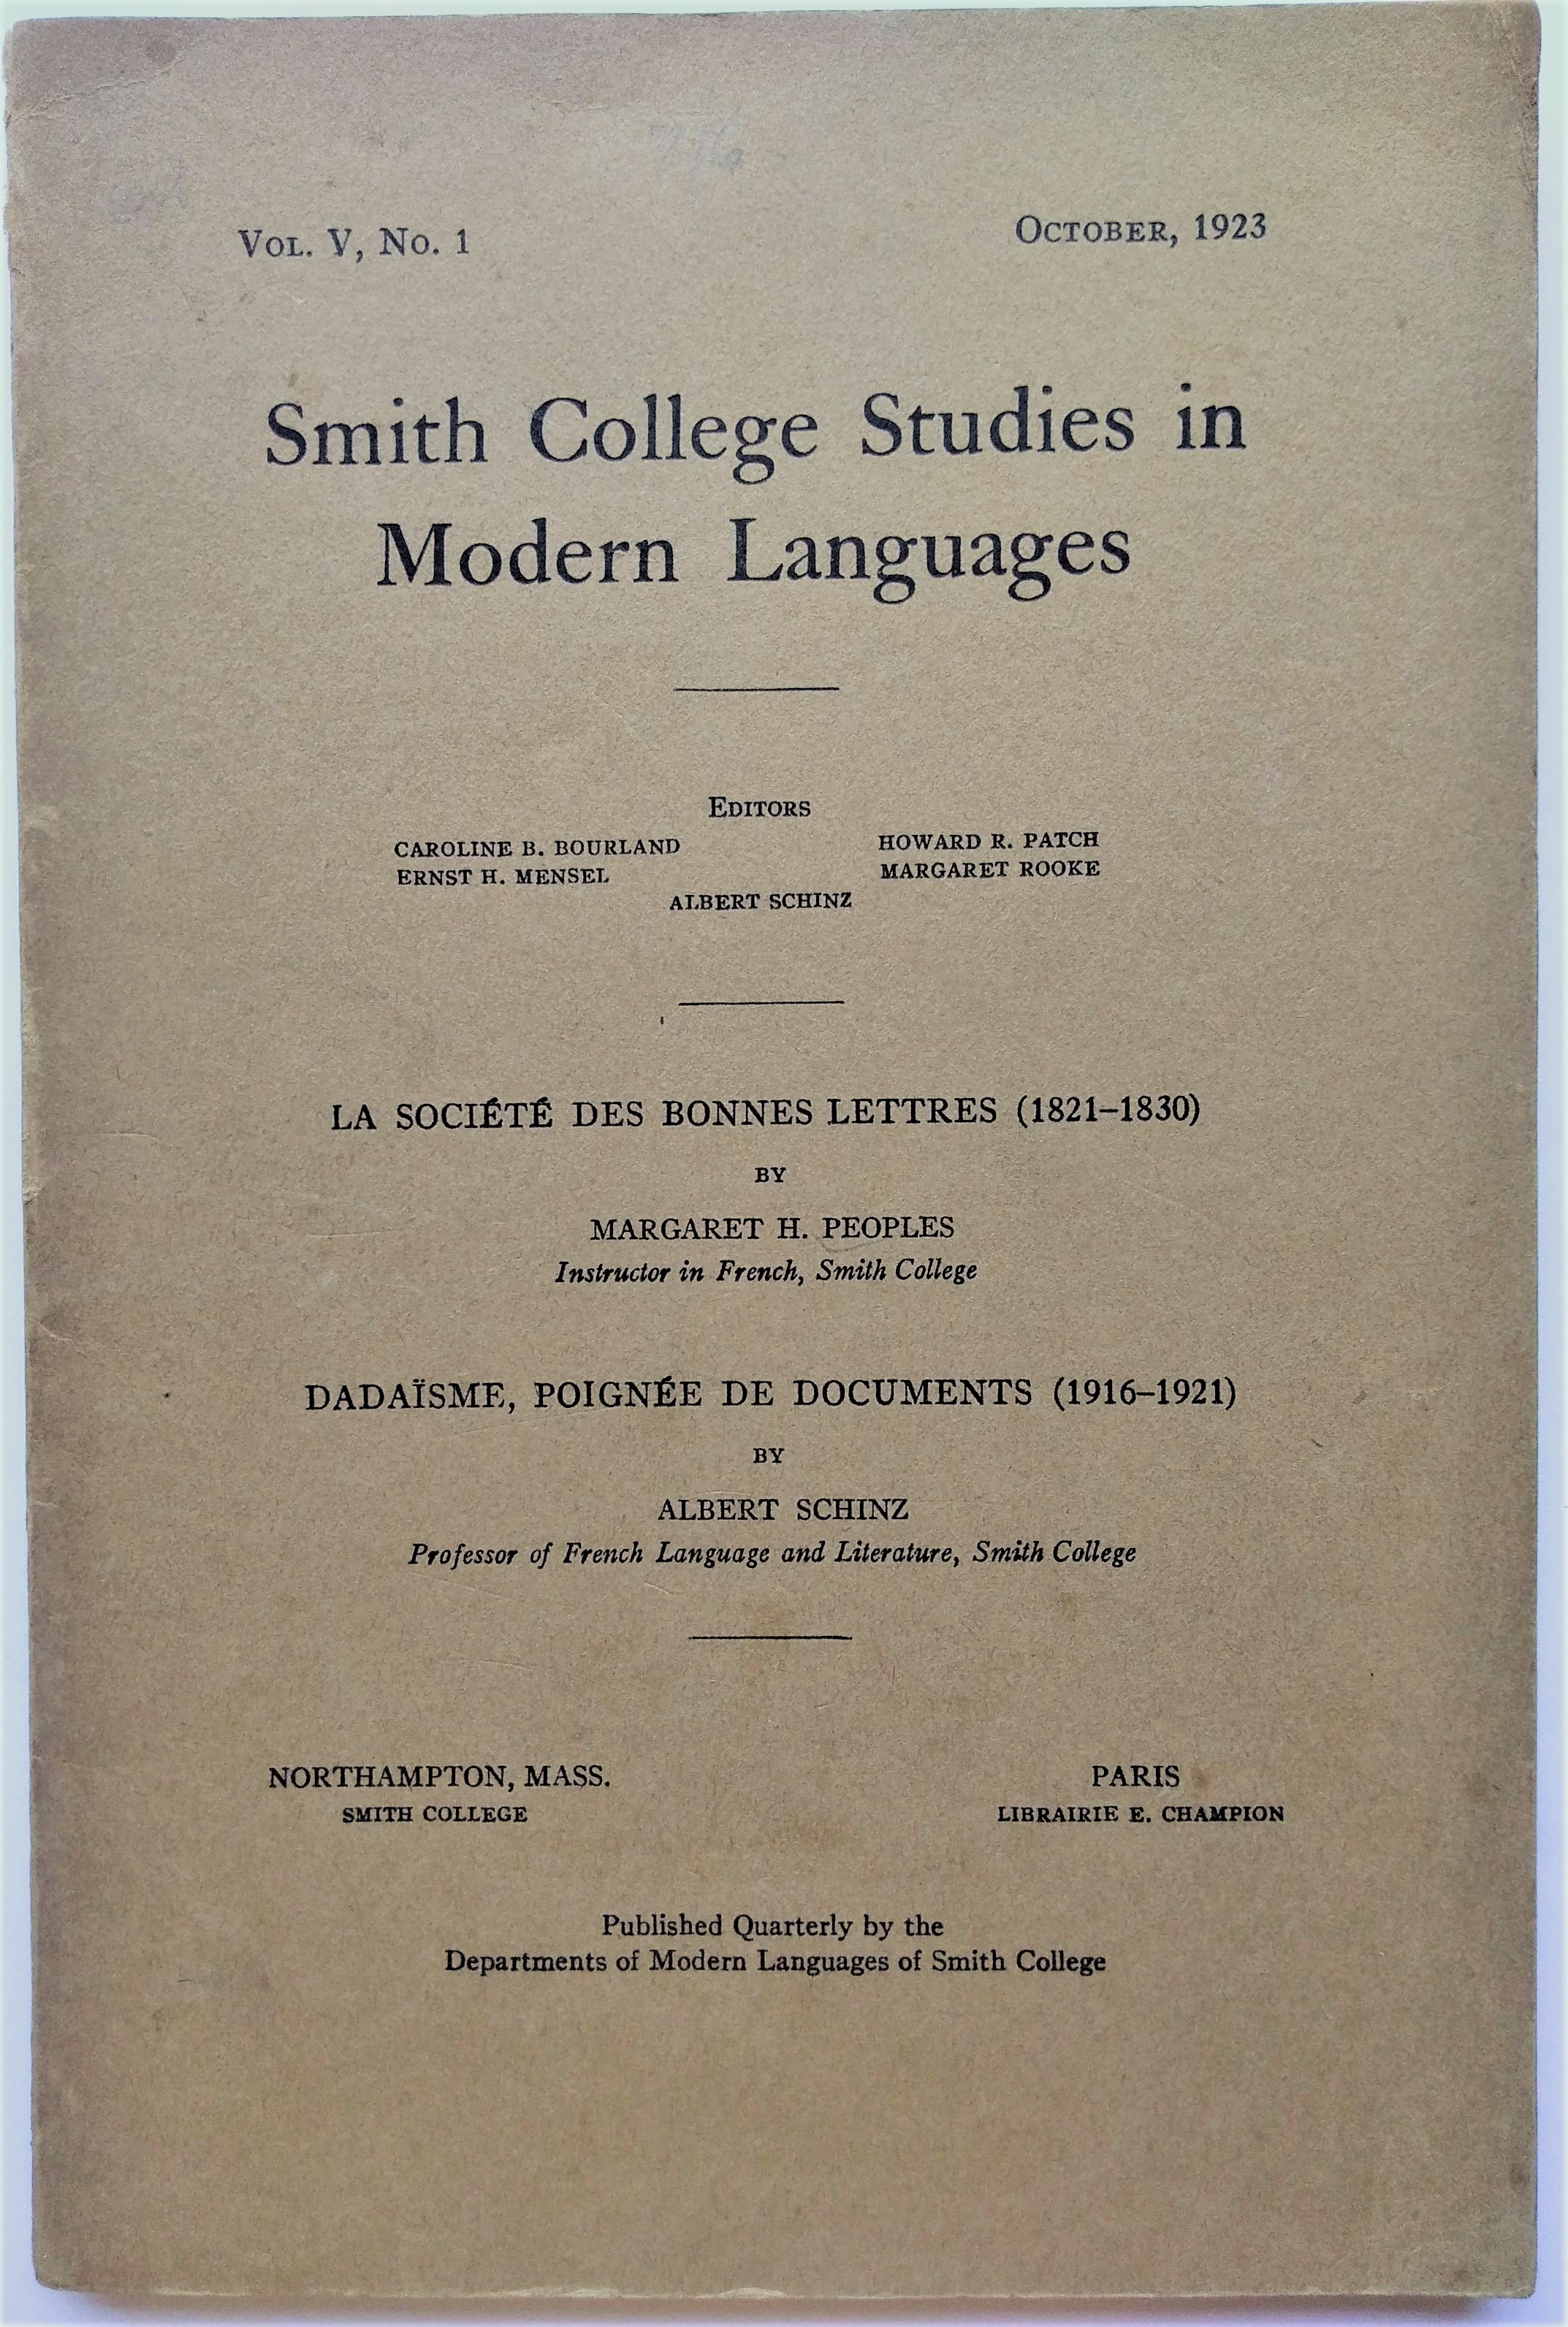 VOL. V, NO. 1 OCTOBER, 1923
Smith College Studies in
Modern Languages
EDITORS
CAROLINE B. BOURLAND HOWARD R. PATCH
ERNST H. MENSEL MARGARET ROOKE
ALBERT SCHINZ
LA SOCIÉTÉ DES BONNES LETTRES (1821–1830)
BY
MARGARET H. PEOPLES
Instructor in French, Smith College
DADAÏSME, POIGNÉE DE DOCUMENTS (1916–1921)
BY
ALBERT SCHINZ
Professor of French Language and Literature, Smith College
NORTHAMPTON, MASS. PARIS
SMITH COLLEGE LIBRAIRIE E. CHAMPION
Published Quarterly by the
Departments of Modern Languages of Smith College